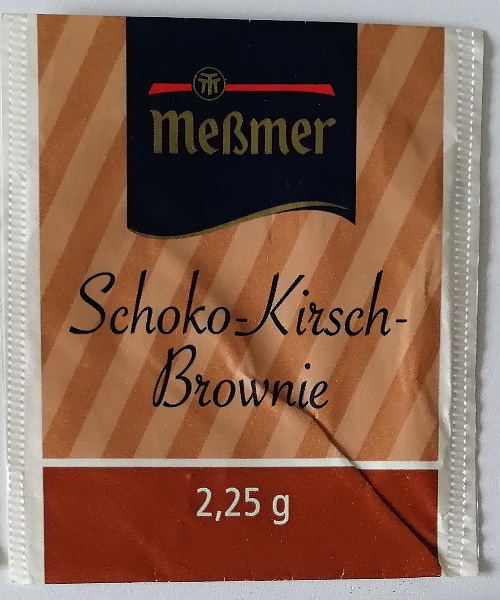 Meßmer
Schoko-Kirsch-
Brownie
2,25 g